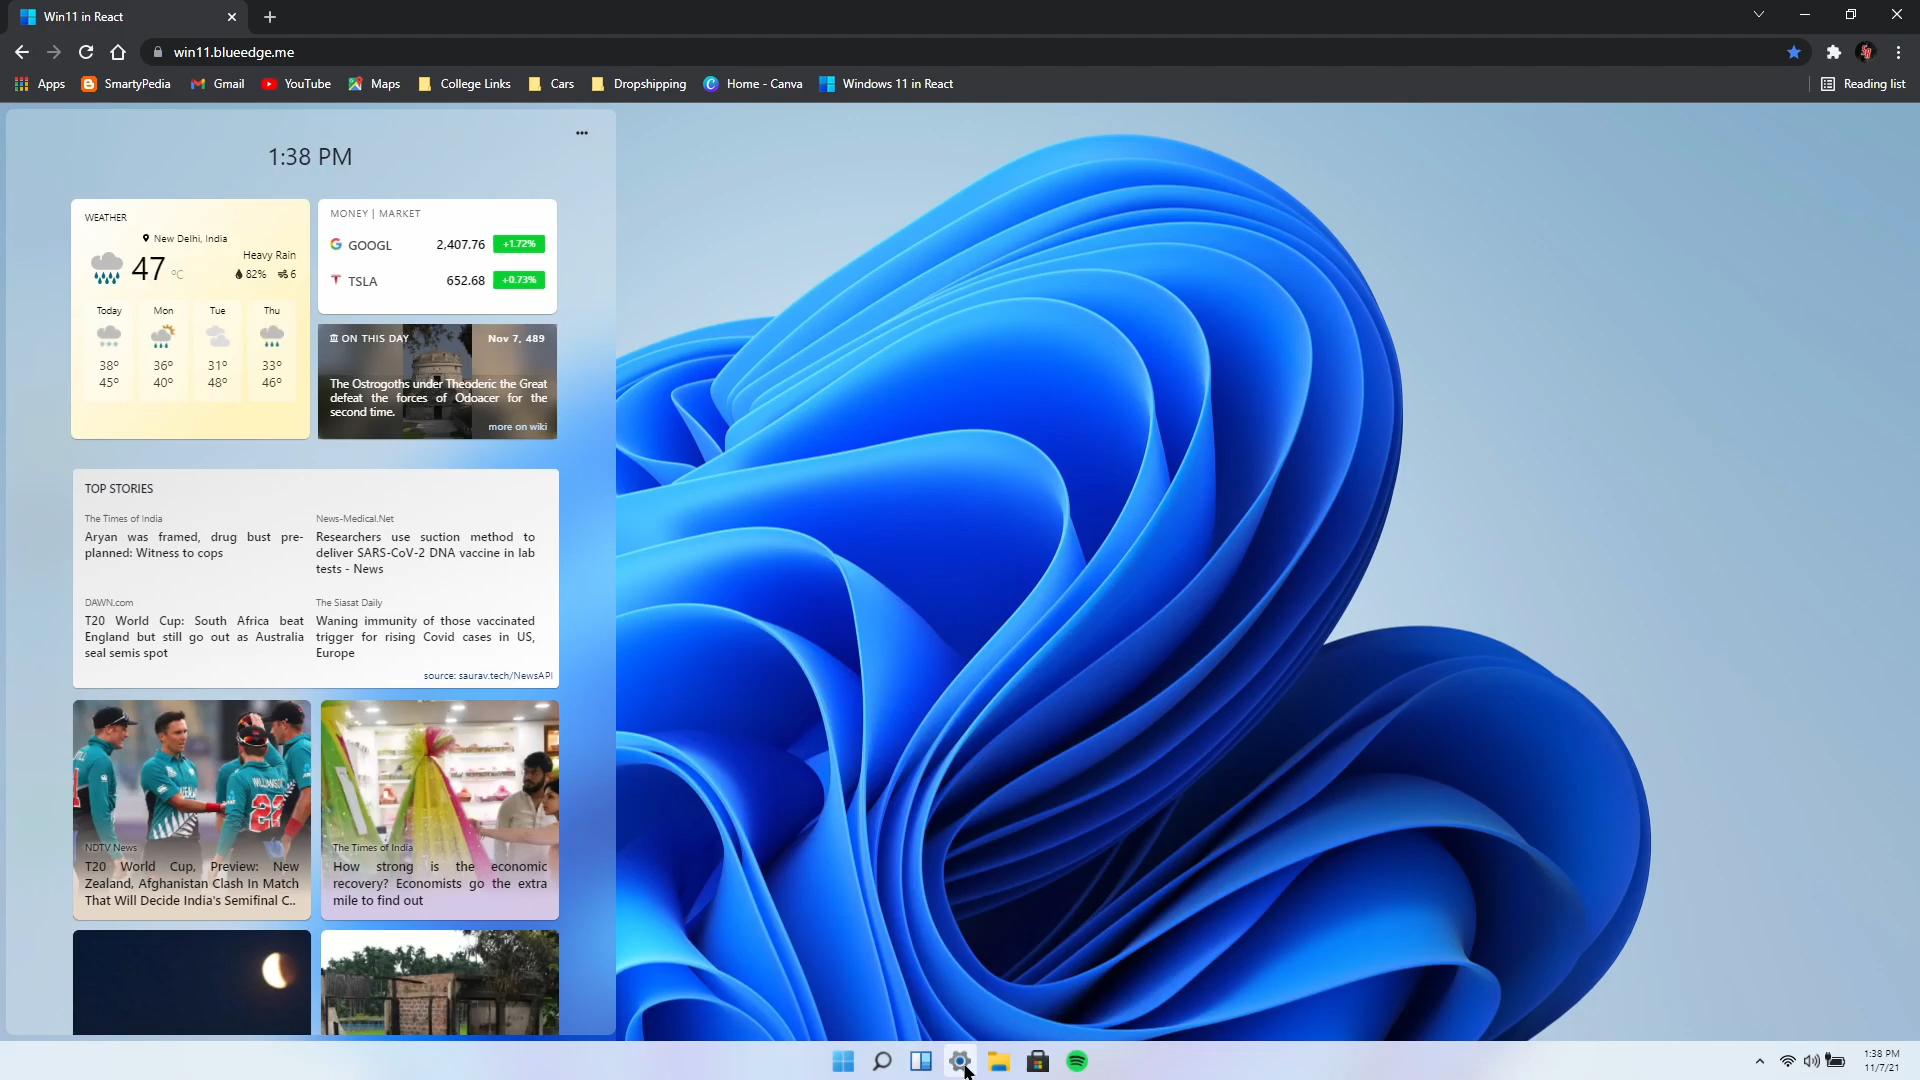 Win11 in React
win11.blueedge.me
Apps
SmartyPedia
Gmail
YouTube
Maps
College Links
Cars
Dropshipping
Home - Canva
Windows 11 in React
Reading list
1:38 PM
WEATHER
New Delhi, India
47 °C
Heavy Rain
82% 6
Today Mon Tue Thu
38° 36° 31° 33°
45° 40° 48° 46°
MONEY | MARKET
GOOGL 2,407.76 +1.72%
TSLA 652.68 +0.73%
ON THIS DAY Nov 7, 489
The Ostrogoths under Theoderic the Great
defeat the forces of Odoacer for the
second time.
more on wiki
TOP STORIES
The Times of India
Aryan was framed, drug bust pre-
planned: Witness to cops
News-Medical.Net
Researchers use suction method to
deliver SARS-CoV-2 DNA vaccine in lab
tests - News
DAWN.com
T20 World Cup: South Africa beat
England but still go out as Australia
seal semis spot
The Siasat Daily
Waning immunity of those vaccinated
trigger for rising Covid cases in US,
Europe
source: saurav.tech/NewsAPI
WILLIAMSON
22
NDTV News
T20 World Cup, Preview: New
Zealand, Afghanistan Clash In Match
That Will Decide India's Semifinal C..
The Times of India
How strong is the economic
recovery? Economists go the extra
mile to find out
1:38 PM
11/7/21